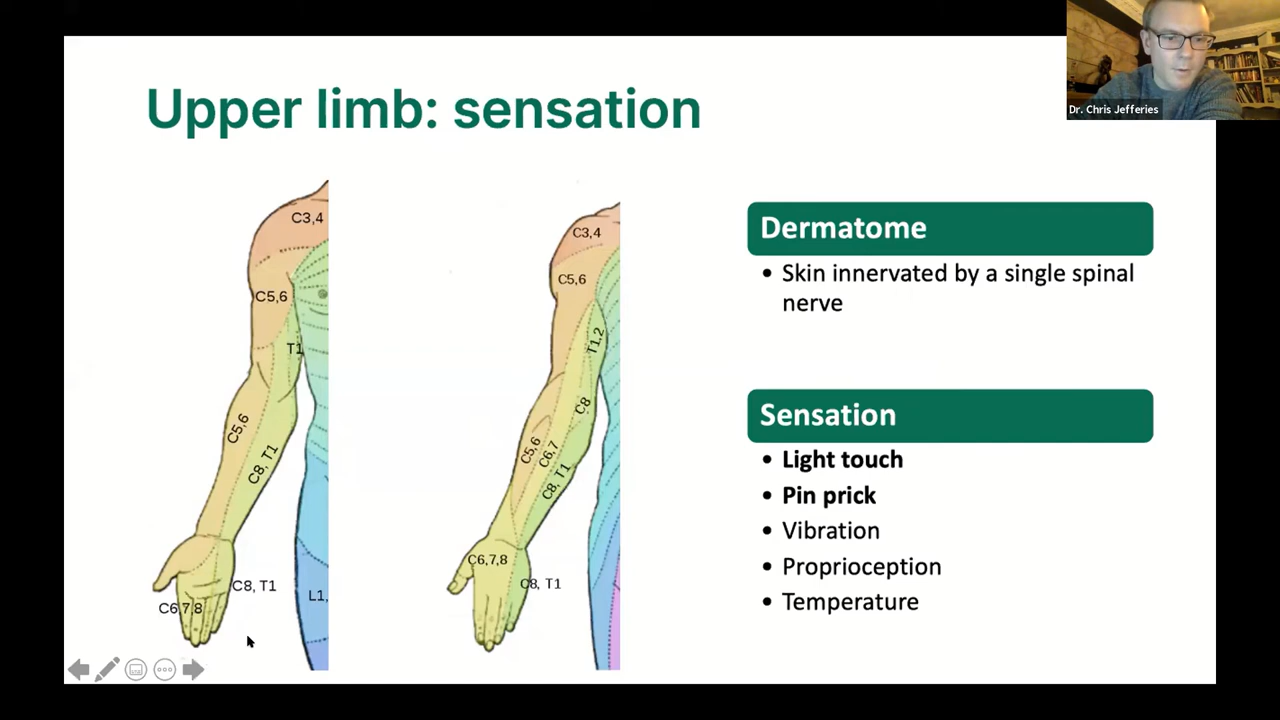 Dr. Chris Jefferies
Upper limb: sensation
C3,4
C5,6
T1
C5,6
C8, T1
C8, T1
C6,7,8
L1,
C3,4
C5,6
T1,2
C8
C5,6
C6,7
C8, T1
C6,7,8
C8, T1
Dermatome
• Skin innervated by a single spinal
nerve
Sensation
• Light touch
• Pin prick
• Vibration
• Proprioception
• Temperature